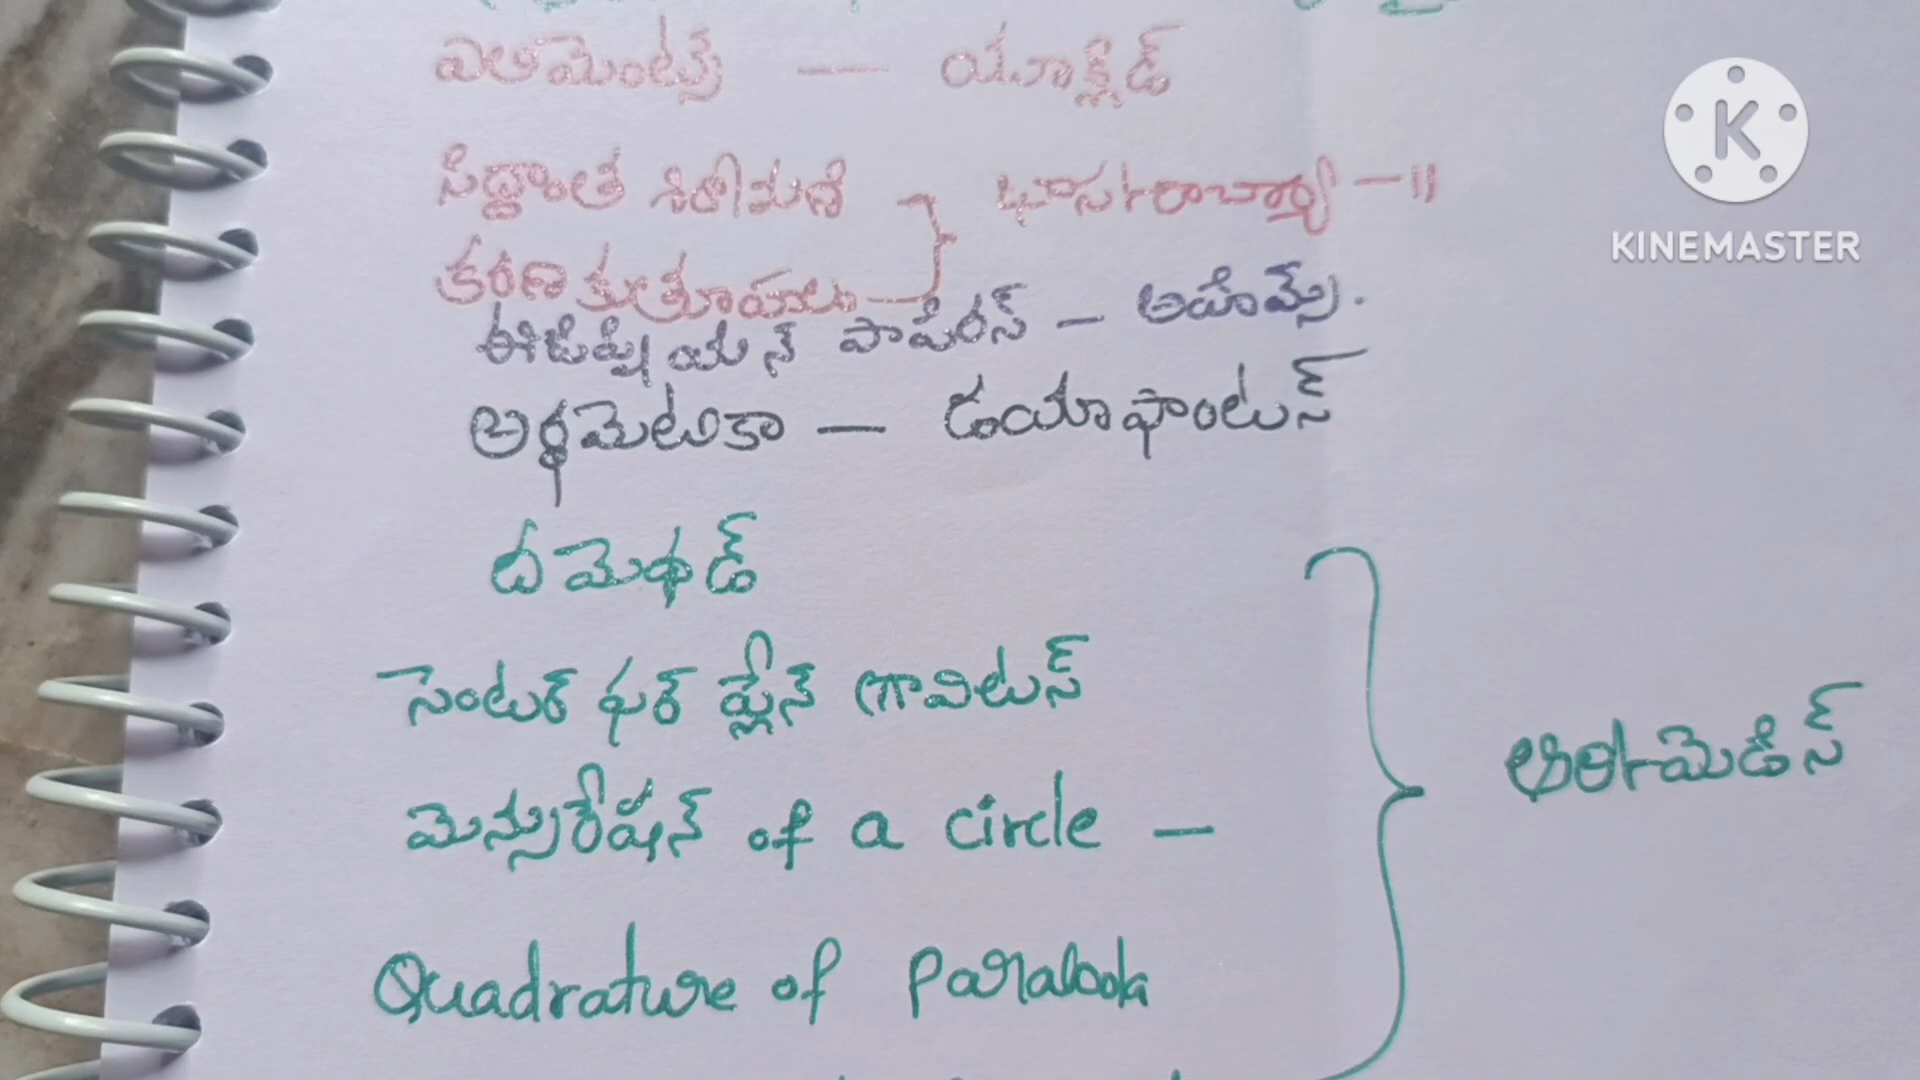 ఎలిమెంట్స్ — యూక్లిడ్
సిద్ధాంత శిరోమణి
భాస్కరాచార్య - II
కరణ కుతూహలం
ఈజిప్షియన్ పాపిరస్ - అహ్మెస్.
అర్థమెటికా — డయోఫాంటస్
ది మెథడ్
సెంటర్ ఫర్ ప్లేన్ గ్రావిటీస్
మెన్సురేషన్ of a circle —
ఆర్కిమెడిస్
Quadrature of Parabola
KINEMASTER